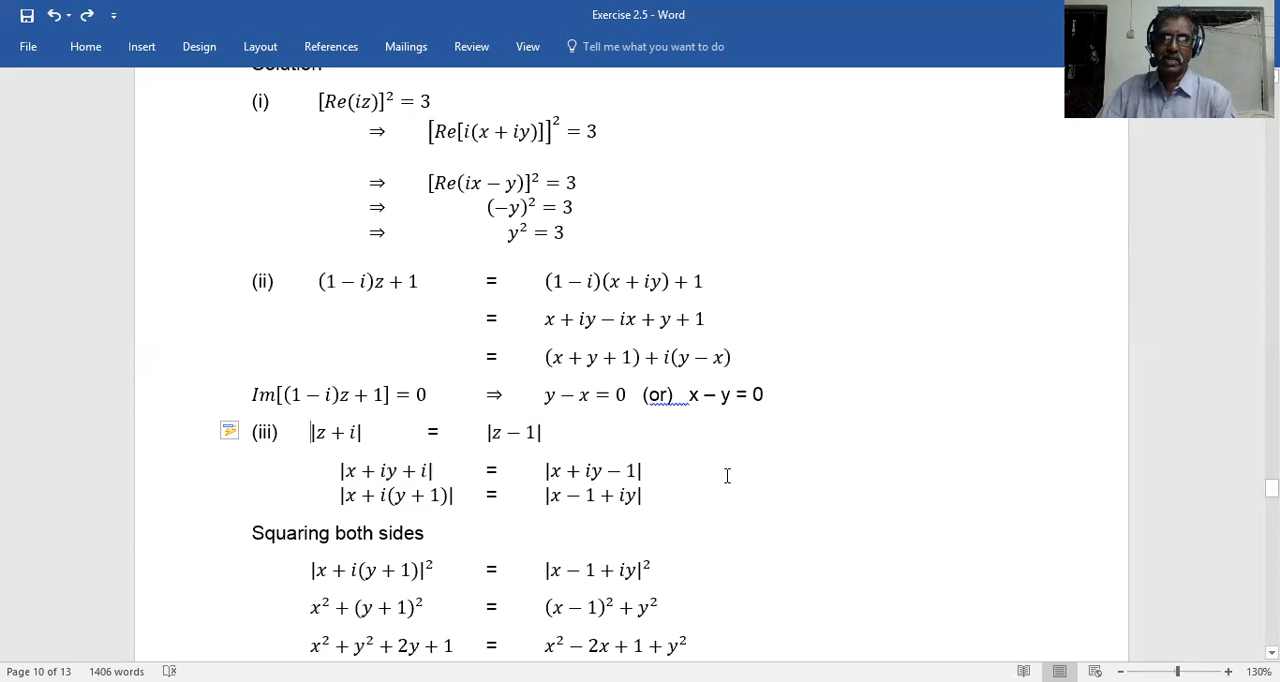 Exercise 2.5 - Word
File Home Insert Design Layout References Mailings Review View Tell me what you want to do
Solution
(i) [Re(iz)]² = 3
⇒ [Re[i(x + iy)]]² = 3
⇒ [Re(ix − y)]² = 3
⇒ (−y)² = 3
⇒ y² = 3
(ii) (1 − i)z + 1 = (1 − i)(x + iy) + 1
= x + iy − ix + y + 1
= (x + y + 1) + i(y − x)
Im[(1 − i)z + 1] = 0 ⇒ y − x = 0 (or) x – y = 0
(iii) |z + i| = |z − 1|
|x + iy + i| = |x + iy − 1|
|x + i(y + 1)| = |x − 1 + iy|
Squaring both sides
|x + i(y + 1)|² = |x − 1 + iy|²
x² + (y + 1)² = (x − 1)² + y²
x² + y² + 2y + 1 = x² − 2x + 1 + y²
Page 10 of 13 1406 words 130%